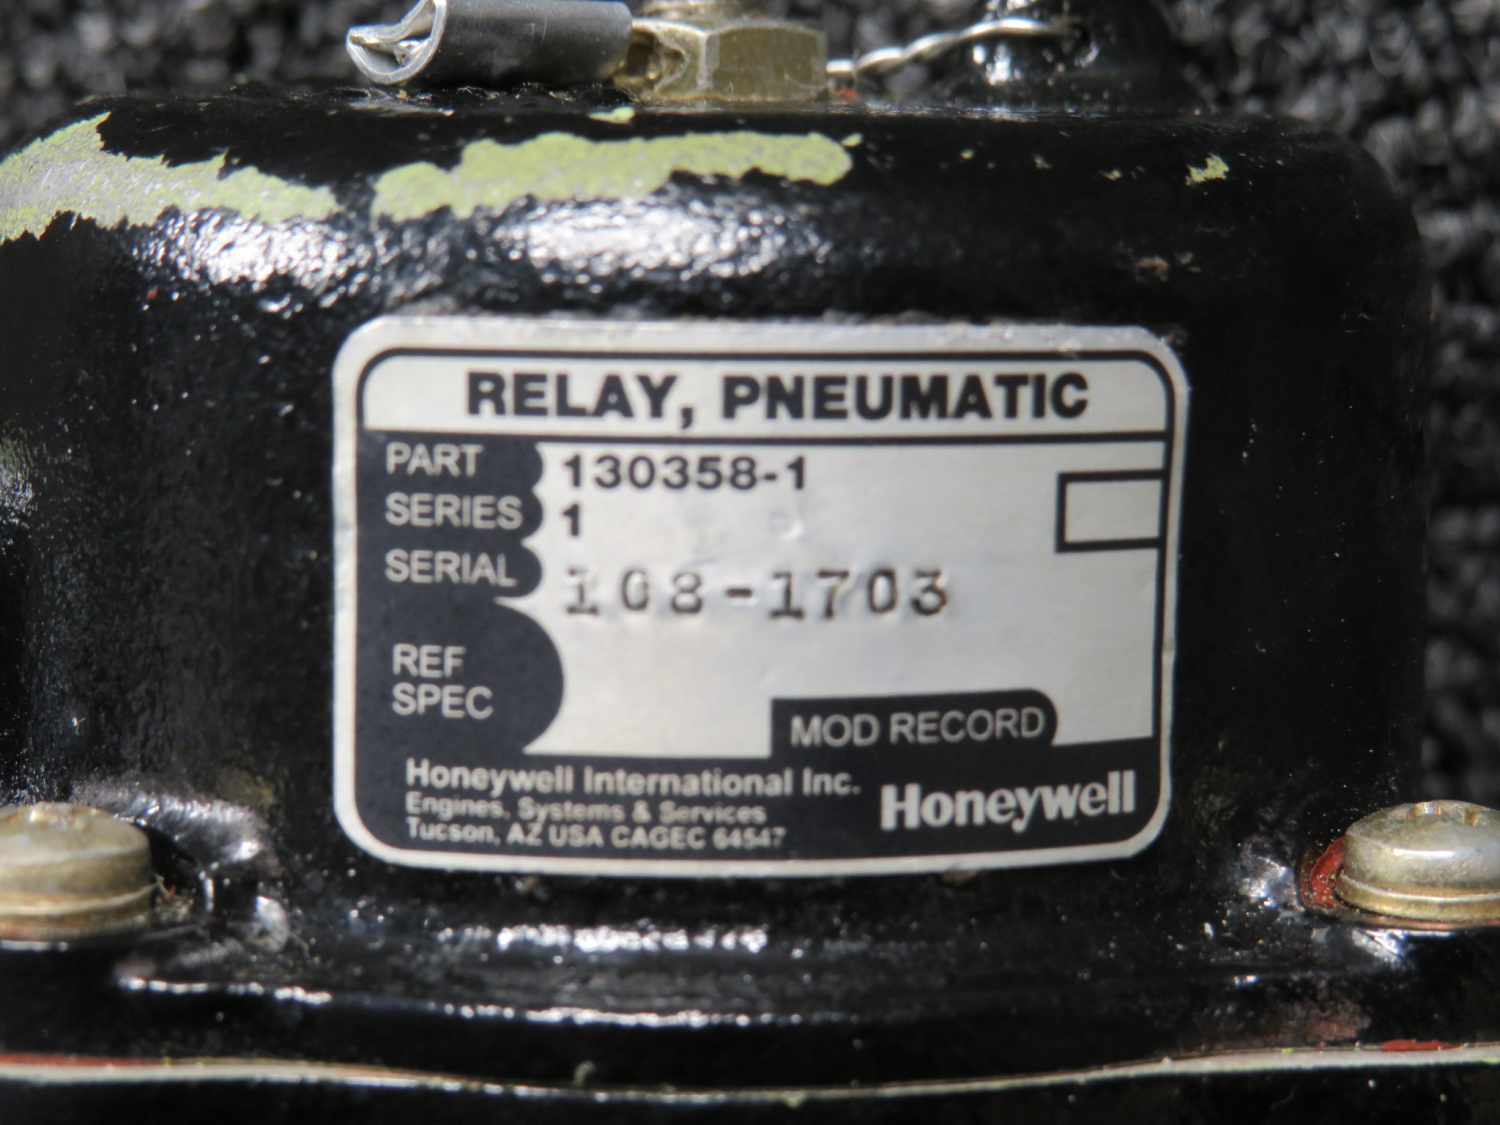 RELAY, PNEUMATIC
PART 130358-1
SERIES 1
SERIAL 108-1703
REF
SPEC
MOD RECORD
Honeywell International Inc.
Engines, Systems & Services
Tucson, AZ USA CAGEC 64547
Honeywell